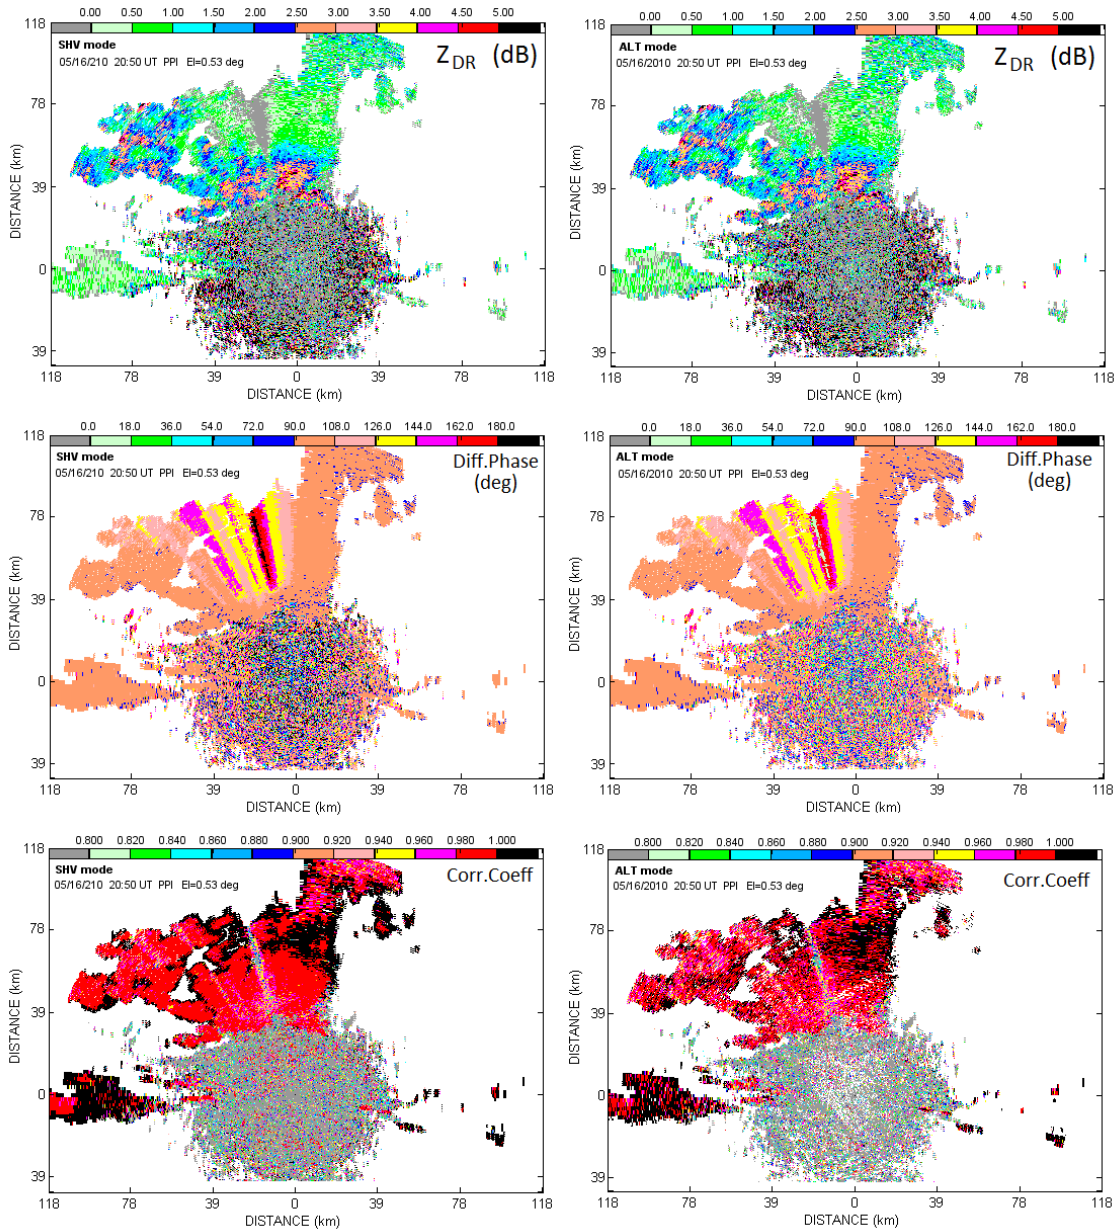 0.00 0.50 1.00 1.50 2.00 2.50 3.00 3.50 4.00 4.50 5.00
118
SHV mode
Z DR (dB)
05/16/210 20:50 UT PPI El=0.53 deg
78
39
0
39
DISTANCE (km)
118 78 39 0 39 78 118
DISTANCE (km)
0.00 0.50 1.00 1.50 2.00 2.50 3.00 3.50 4.00 4.50 5.00
118
ALT mode
Z DR (dB)
05/16/2010 20:50 UT PPI El=0.53 deg
78
39
0
39
DISTANCE (km)
118 78 39 0 39 78 118
DISTANCE (km)
0.0 18.0 36.0 54.0 72.0 90.0 108.0 126.0 144.0 162.0 180.0
118
SHV mode
Diff.Phase
(deg)
05/16/210 20:50 UT PPI El=0.53 deg
78
39
0
39
DISTANCE (km)
118 78 39 0 39 78 118
DISTANCE (km)
0.0 18.0 36.0 54.0 72.0 90.0 108.0 126.0 144.0 162.0 180.0
118
ALT mode
Diff.Phase
(deg)
05/16/2010 20:50 UT PPI El=0.53 deg
78
39
0
39
DISTANCE (km)
118 78 39 0 39 78 118
DISTANCE (km)
0.800 0.820 0.840 0.860 0.880 0.900 0.920 0.940 0.960 0.980 1.000
118
SHV mode
Corr.Coeff
05/16/210 20:50 UT PPI El=0.53 deg
78
39
0
39
DISTANCE (km)
118 78 39 0 39 78 118
DISTANCE (km)
0.800 0.820 0.840 0.860 0.880 0.900 0.920 0.940 0.960 0.980 1.000
118
ALT mode
Corr.Coeff
05/16/2010 20:50 UT PPI El=0.53 deg
78
39
0
39
DISTANCE (km)
118 78 39 0 39 78 118
DISTANCE (km)